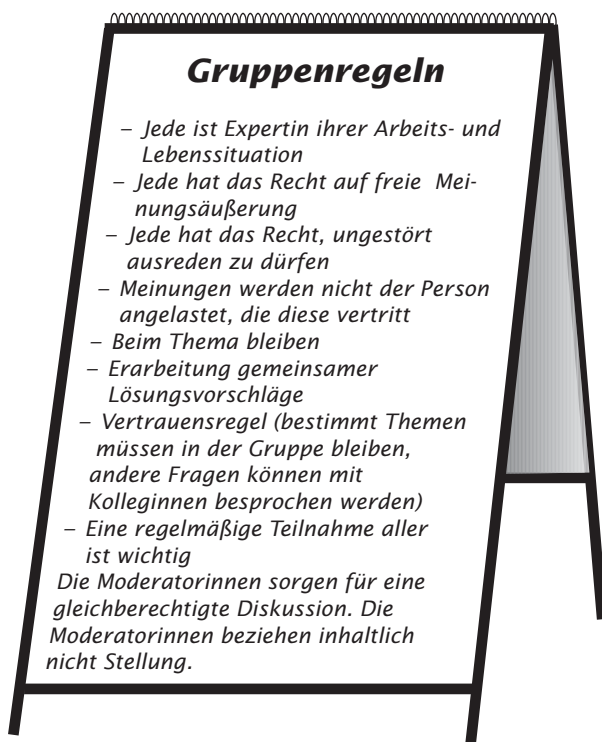 Gruppenregeln
– Jede ist Expertin ihrer Arbeits- und
Lebenssituation
– Jede hat das Recht auf freie Mei-
nungsäußerung
– Jede hat das Recht, ungestört
ausreden zu dürfen
– Meinungen werden nicht der Person
angelastet, die diese vertritt
– Beim Thema bleiben
– Erarbeitung gemeinsamer
Lösungsvorschläge
– Vertrauensregel (bestimmt Themen
müssen in der Gruppe bleiben,
andere Fragen können mit
Kolleginnen besprochen werden)
– Eine regelmäßige Teilnahme aller
ist wichtig
Die Moderatorinnen sorgen für eine
gleichberechtigte Diskussion. Die
Moderatorinnen beziehen inhaltlich
nicht Stellung.